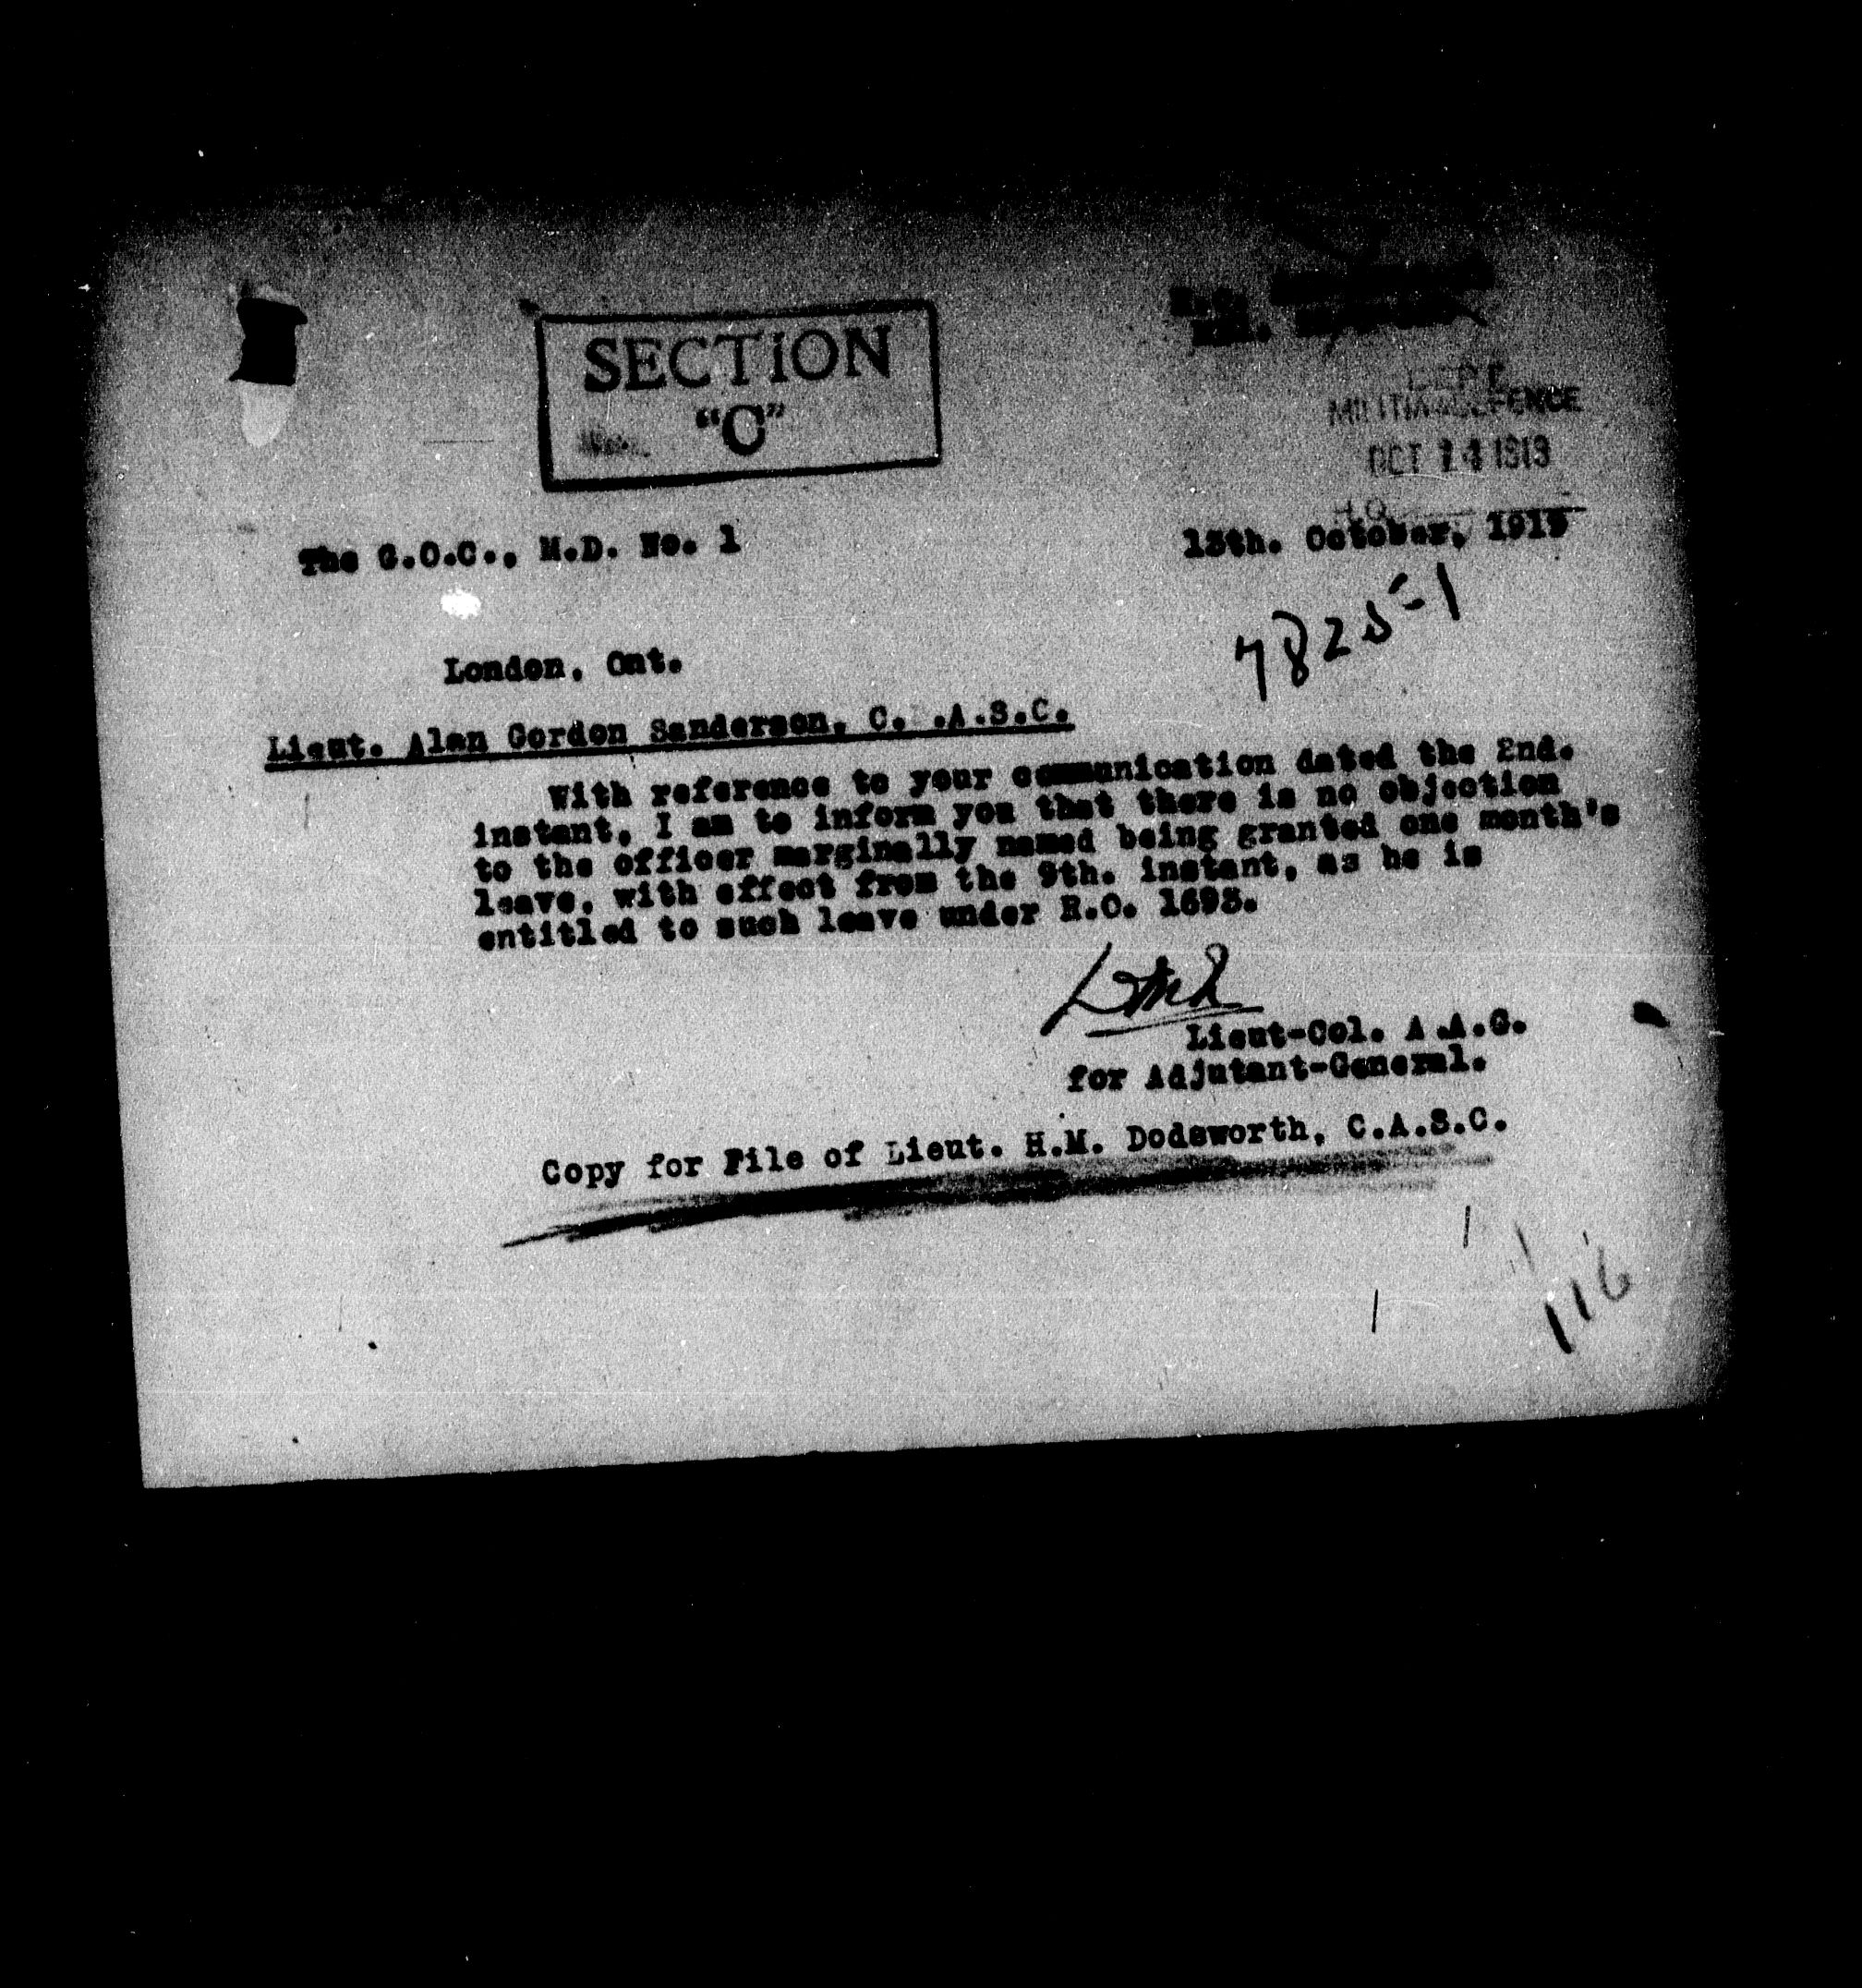 SECTION
"C"
DEPT.
MILITIA & DEFENCE
OCT 14 1919
H.Q.
The G.O.C., M.D. No. 1
13th. October, 1919
7825-1
London, Ont.
Lieut. Alan Gordon Sanderson, C. .A.S.C.
With reference to your communication dated the 2nd.
instant, I am to inform you that there is no objection
to the officer marginally named being granted one month's
leave, with effect from the 9th. instant, as he is
entitled to such leave under R.O. 1693.
Lieut-Col. A.A.G.
for Adjutant-General.
Copy for File of Lieut. H.M. Dodsworth, C.A.S.C.
116